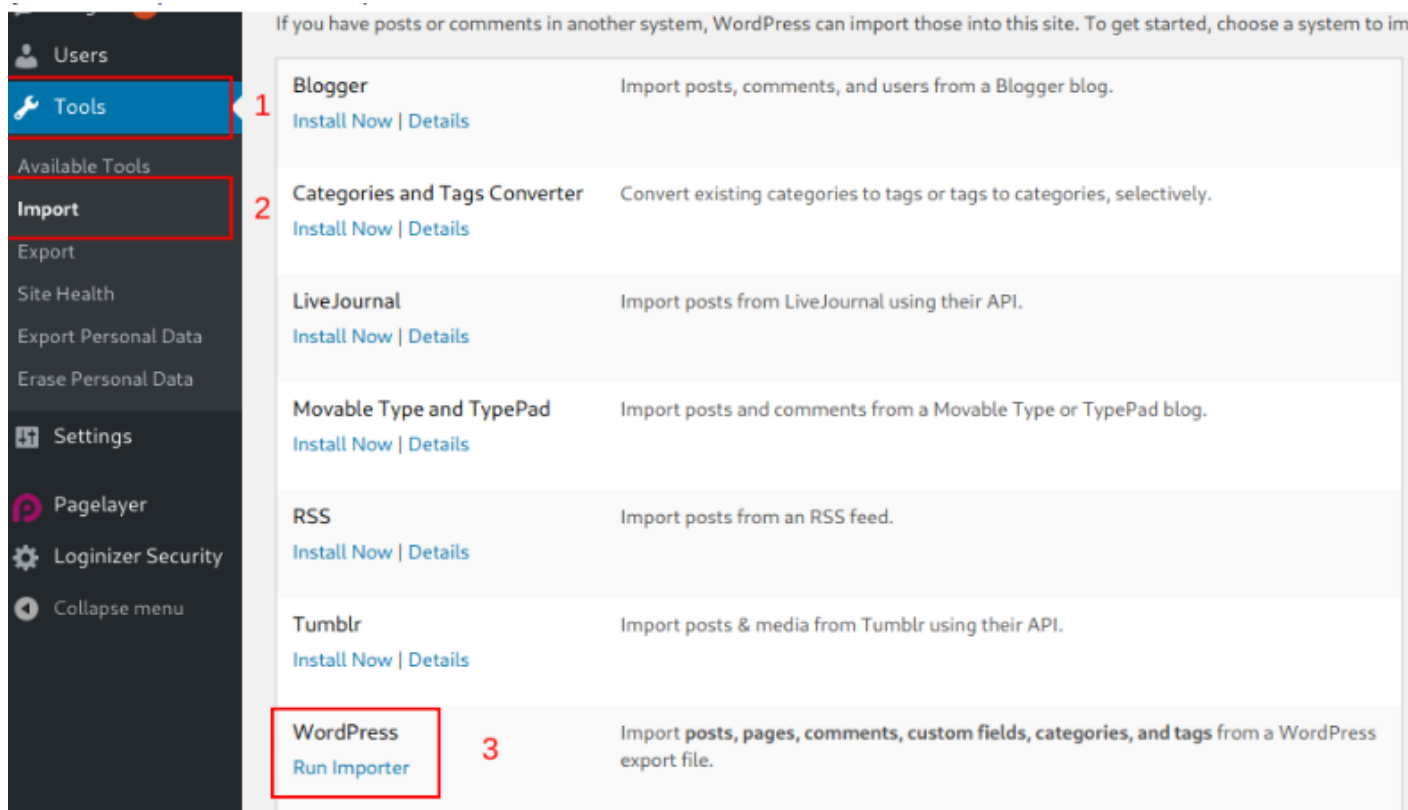 If you have posts or comments in another system, WordPress can import those into this site. To get started, choose a system to im
Users
Tools
1
Available Tools
Import
2
Export
Site Health
Export Personal Data
Erase Personal Data
Settings
Pagelayer
Loginizer Security
Collapse menu
Blogger
Import posts, comments, and users from a Blogger blog.
Install Now | Details
Categories and Tags Converter
Convert existing categories to tags or tags to categories, selectively.
Install Now | Details
LiveJournal
Import posts from LiveJournal using their API.
Install Now | Details
Movable Type and TypePad
Import posts and comments from a Movable Type or TypePad blog.
Install Now | Details
RSS
Import posts from an RSS feed.
Install Now | Details
Tumblr
Import posts & media from Tumblr using their API.
Install Now | Details
WordPress
Run Importer
3
Import posts, pages, comments, custom fields, categories, and tags from a WordPress
export file.